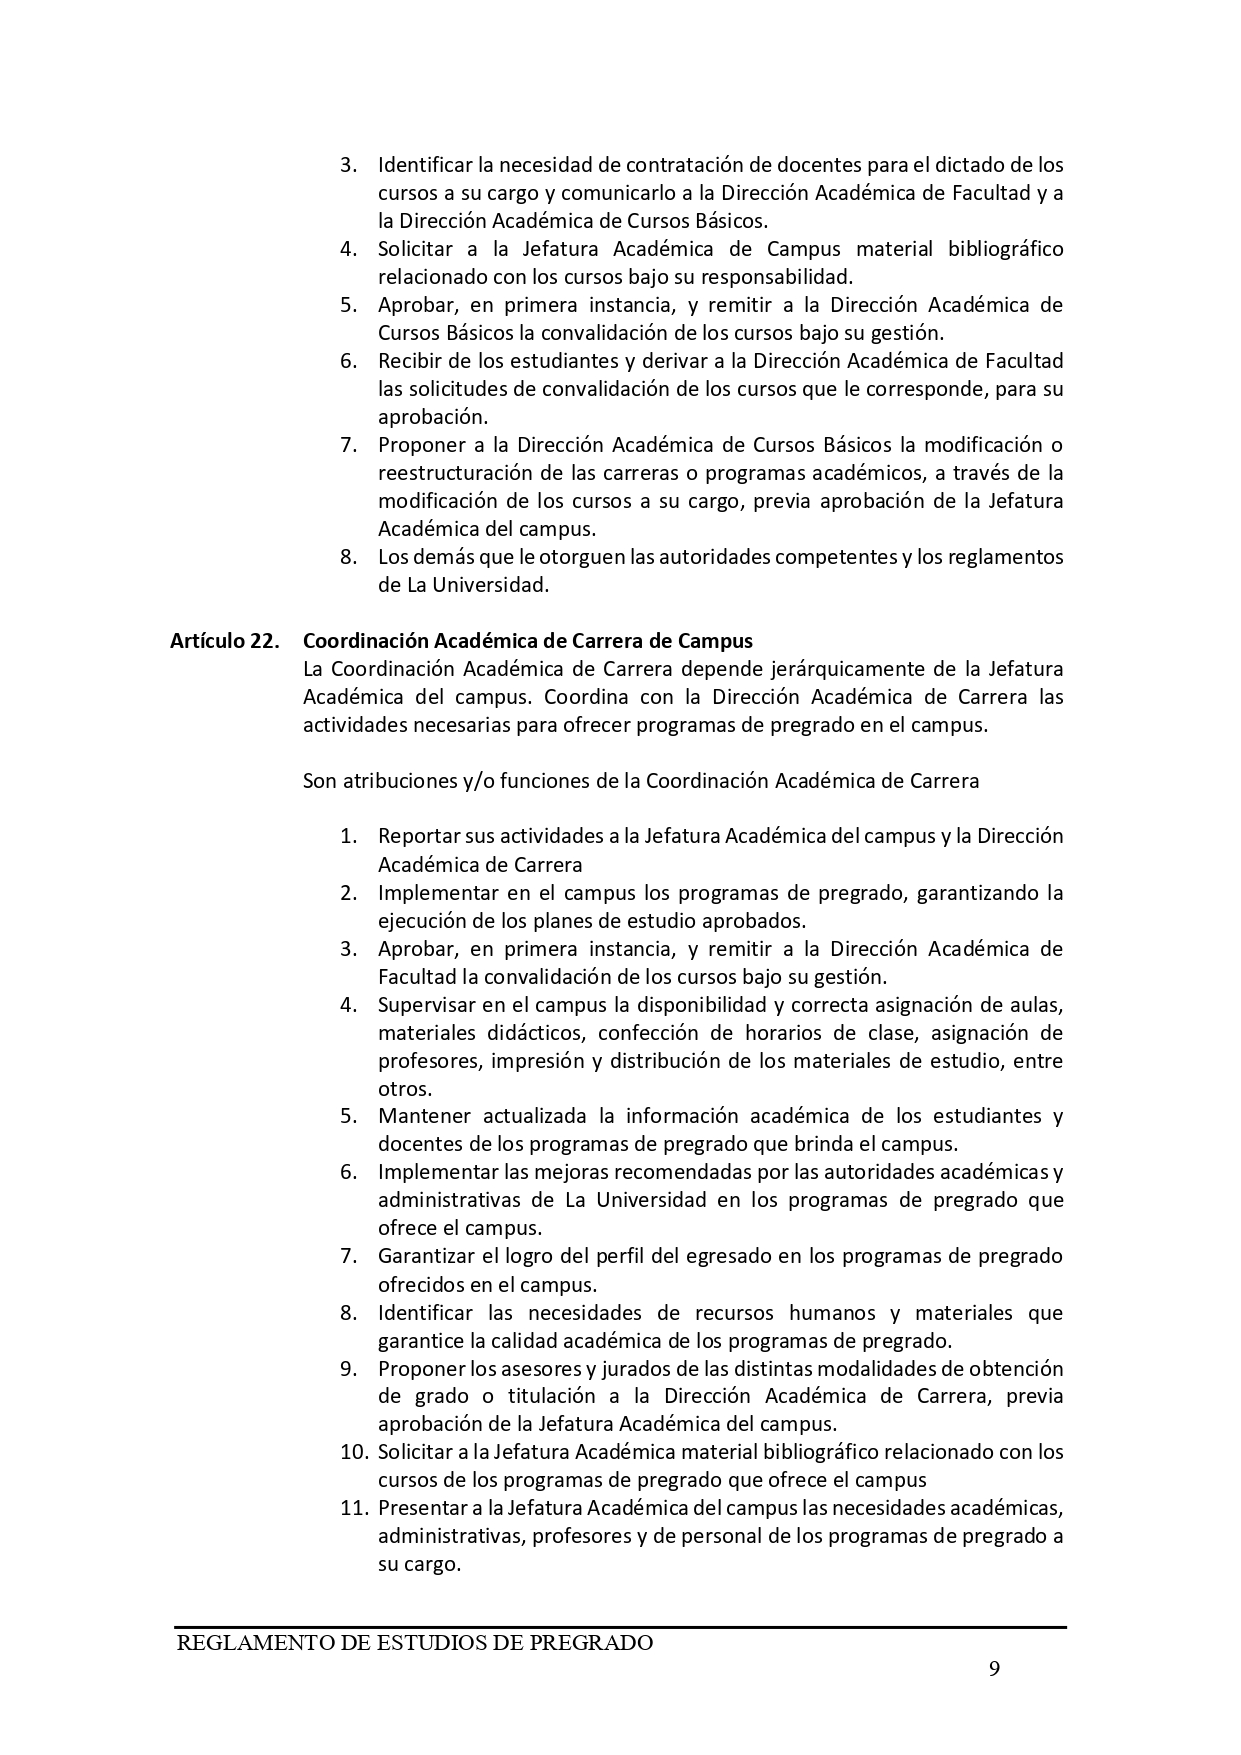 3. Identificar la necesidad de contratación de docentes para el dictado de los
cursos a su cargo y comunicarlo a la Dirección Académica de Facultad y a
la Dirección Académica de Cursos Básicos.
4. Solicitar a la Jefatura Académica de Campus material bibliográfico
relacionado con los cursos bajo su responsabilidad.
5. Aprobar, en primera instancia, y remitir a la Dirección Académica de
Cursos Básicos la convalidación de los cursos bajo su gestión.
6. Recibir de los estudiantes y derivar a la Dirección Académica de Facultad
las solicitudes de convalidación de los cursos que le corresponde, para su
aprobación.
7. Proponer a la Dirección Académica de Cursos Básicos la modificación o
reestructuración de las carreras o programas académicos, a través de la
modificación de los cursos a su cargo, previa aprobación de la Jefatura
Académica del campus.
8. Los demás que le otorguen las autoridades competentes y los reglamentos
de La Universidad.
Artículo 22. Coordinación Académica de Carrera de Campus
La Coordinación Académica de Carrera depende jerárquicamente de la Jefatura
Académica del campus. Coordina con la Dirección Académica de Carrera las
actividades necesarias para ofrecer programas de pregrado en el campus.
Son atribuciones y/o funciones de la Coordinación Académica de Carrera
1. Reportar sus actividades a la Jefatura Académica del campus y la Dirección
Académica de Carrera
2. Implementar en el campus los programas de pregrado, garantizando la
ejecución de los planes de estudio aprobados.
3. Aprobar, en primera instancia, y remitir a la Dirección Académica de
Facultad la convalidación de los cursos bajo su gestión.
4. Supervisar en el campus la disponibilidad y correcta asignación de aulas,
materiales didácticos, confección de horarios de clase, asignación de
profesores, impresión y distribución de los materiales de estudio, entre
otros.
5. Mantener actualizada la información académica de los estudiantes y
docentes de los programas de pregrado que brinda el campus.
6. Implementar las mejoras recomendadas por las autoridades académicas y
administrativas de La Universidad en los programas de pregrado que
ofrece el campus.
7. Garantizar el logro del perfil del egresado en los programas de pregrado
ofrecidos en el campus.
8. Identificar las necesidades de recursos humanos y materiales que
garantice la calidad académica de los programas de pregrado.
9. Proponer los asesores y jurados de las distintas modalidades de obtención
de grado o titulación a la Dirección Académica de Carrera, previa
aprobación de la Jefatura Académica del campus.
10. Solicitar a la Jefatura Académica material bibliográfico relacionado con los
cursos de los programas de pregrado que ofrece el campus
11. Presentar a la Jefatura Académica del campus las necesidades académicas,
administrativas, profesores y de personal de los programas de pregrado a
su cargo.
REGLAMENTO DE ESTUDIOS DE PREGRADO
9